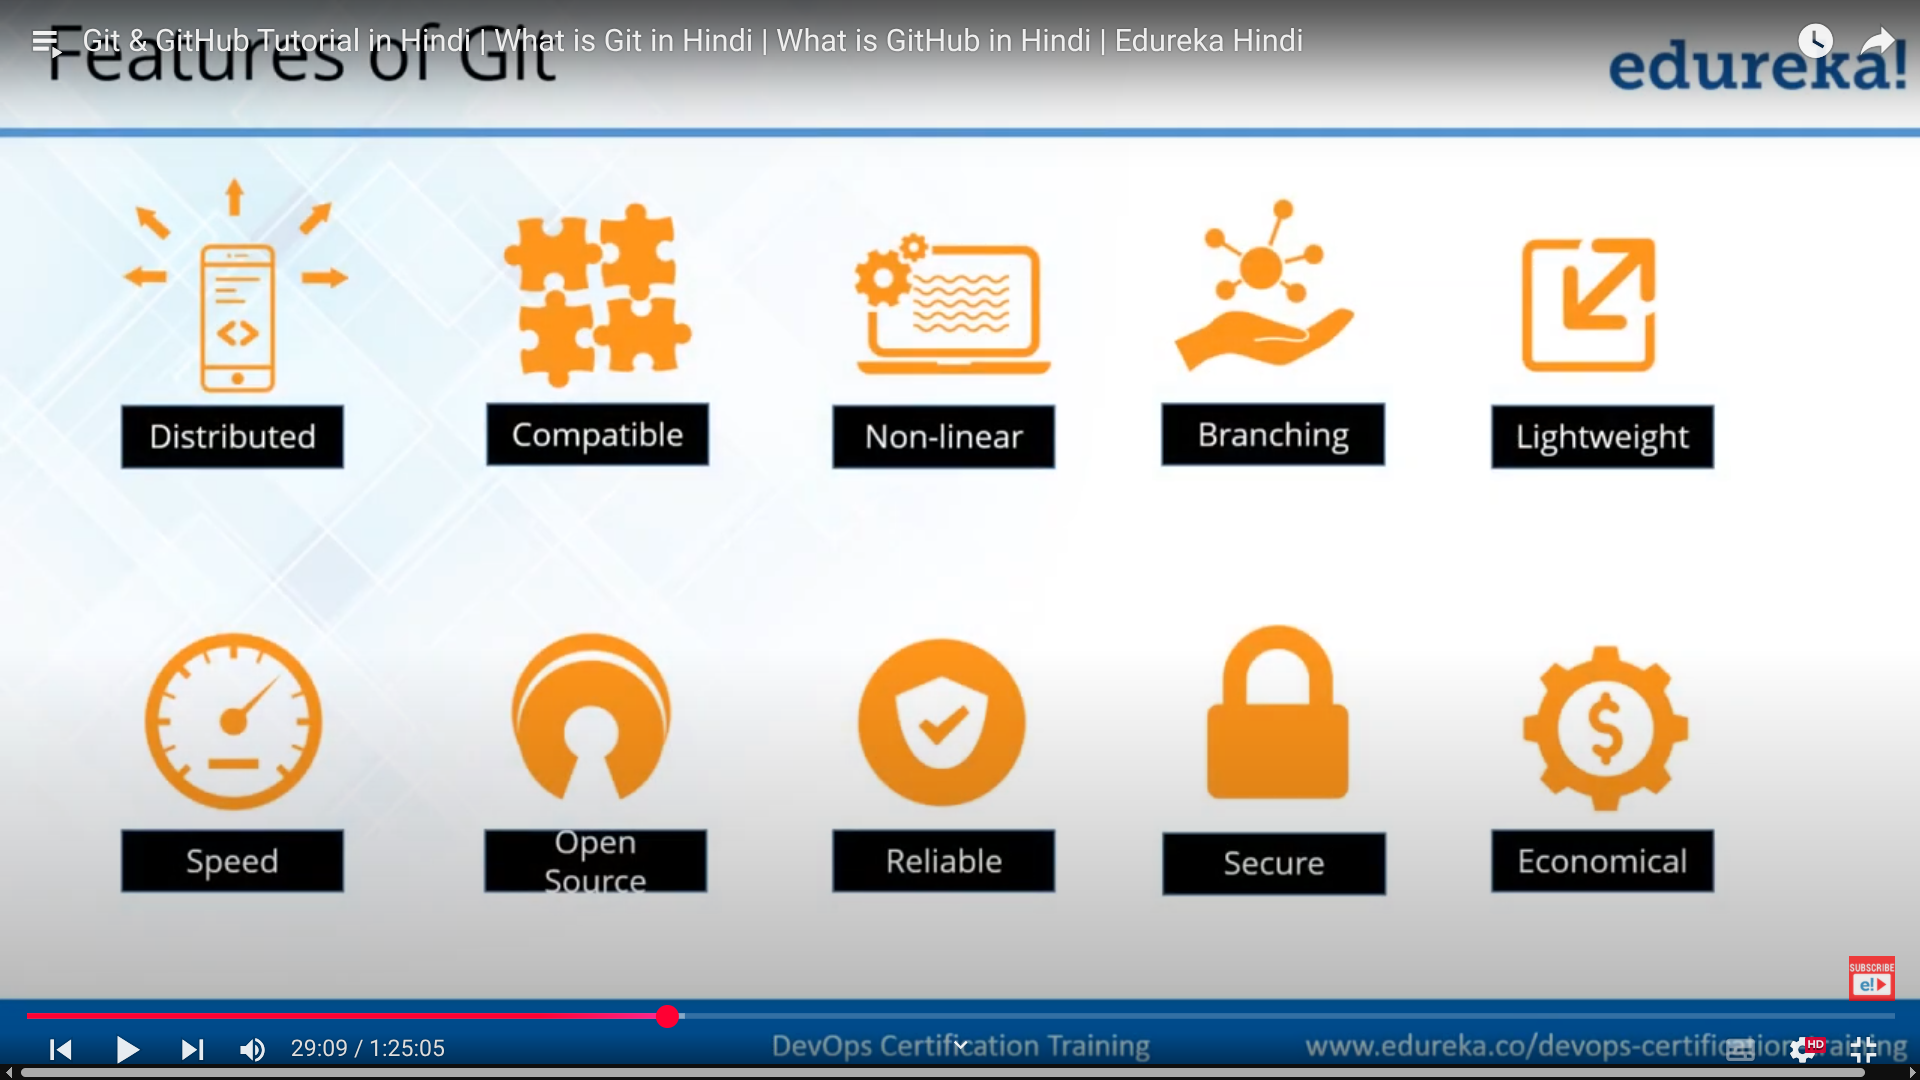 Git & GitHub Tutorial in Hindi | What is Git in Hindi | What is GitHub in Hindi | Edureka Hindi
Features of Git
edureka!
Distributed
Compatible
Non-linear
Branching
Lightweight
Speed
Open
Source
Reliable
Secure
Economical
SUBSCRIBE
e!
29:09 / 1:25:05
DevOps Certification Training
www.edureka.co/devops-certification-training
HD